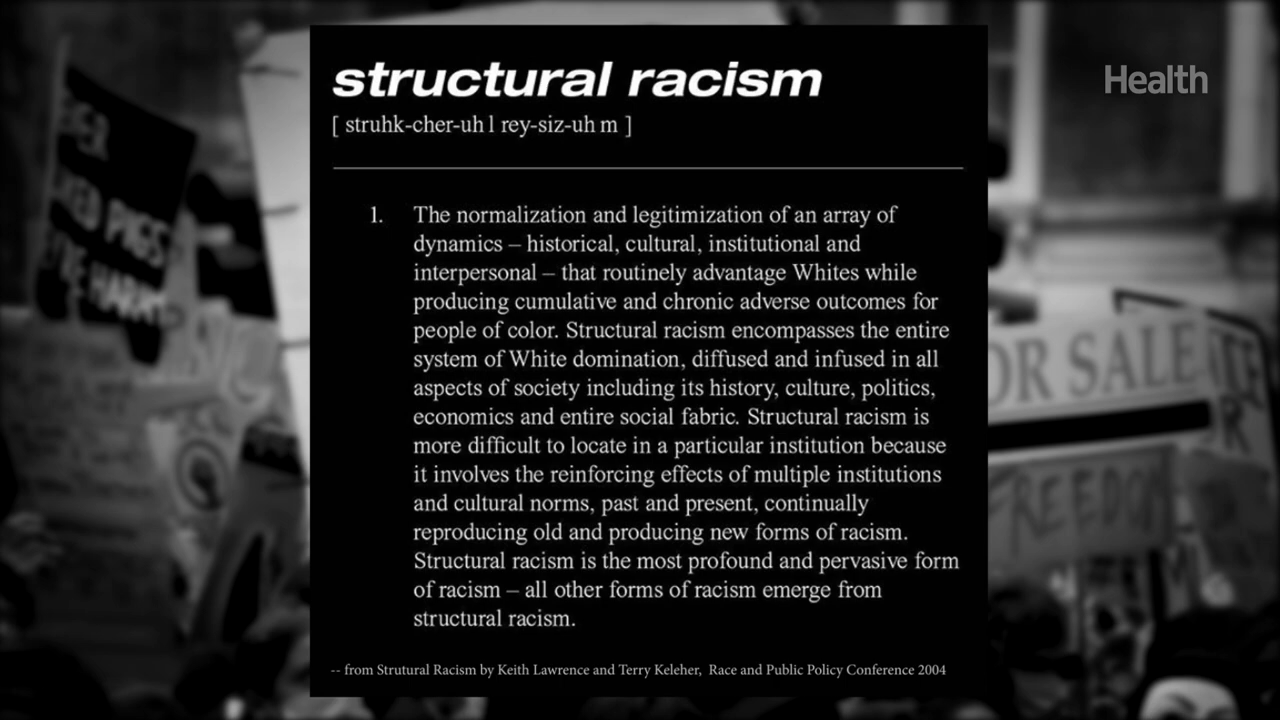 structural racism
Health
[ struhk-cher-uh l rey-siz-uh m ]
1. The normalization and legitimization of an array of
dynamics – historical, cultural, institutional and
interpersonal – that routinely advantage Whites while
producing cumulative and chronic adverse outcomes for
people of color. Structural racism encompasses the entire
system of White domination, diffused and infused in all
aspects of society including its history, culture, politics,
economics and entire social fabric. Structural racism is
more difficult to locate in a particular institution because
it involves the reinforcing effects of multiple institutions
and cultural norms, past and present, continually
reproducing old and producing new forms of racism.
Structural racism is the most profound and pervasive form
of racism – all other forms of racism emerge from
structural racism.
-- from Strutural Racism by Keith Lawrence and Terry Keleher, Race and Public Policy Conference 2004
PIGS
HARM
OR SALE
FREEDOM